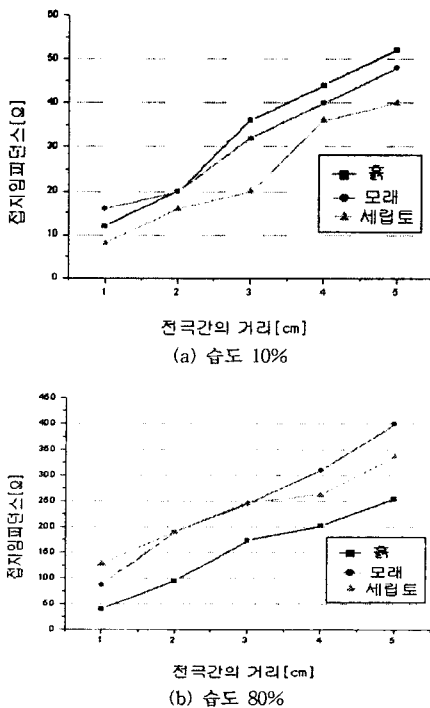 60
50
40
30
20
10
0
접지임피던스[Ω]
흙
모래
세립토
1 2 3 4 5
전극간의 거리[cm]
(a) 습도 10%
450
400
350
300
250
200
150
100
50
0
접지임피던스[Ω]
흙
모래
세립토
1 2 3 4 5
전극간의 거리[cm]
(b) 습도 80%